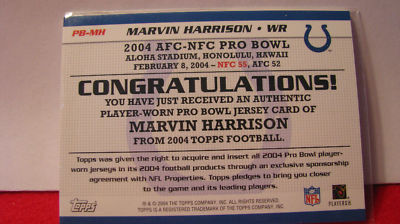 PB-MH
MARVIN HARRISON • WR
2004 AFC-NFC PRO BOWL
ALOHA STADIUM, HONOLULU, HAWAII
FEBRUARY 8, 2004 – NFC 55, AFC 52
CONGRATULATIONS!
YOU HAVE JUST RECEIVED AN AUTHENTIC
PLAYER-WORN PRO BOWL JERSEY CARD OF
MARVIN HARRISON
FROM 2004 TOPPS FOOTBALL.
Topps was given the right to acquire and insert all 2004 Pro Bowl player-
worn jerseys in its 2004 football products through an exclusive sponsorship
agreement with NFL Properties. Topps pledges to bring you closer
to the game and its leading players.
Topps
® & © 2004 THE TOPPS COMPANY, INC. ALL RIGHTS RESERVED.
TOPPS IS A REGISTERED TRADEMARK OF THE TOPPS COMPANY, INC.
NFL
PLAYERS